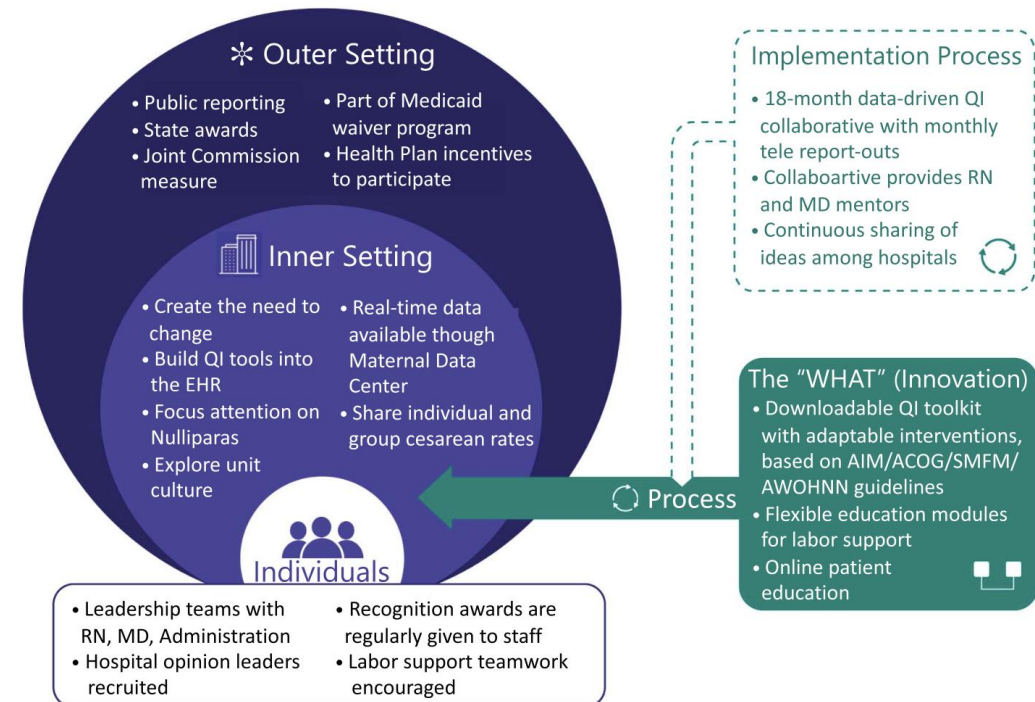 Outer Setting
• Public reporting
• State awards
• Joint Commission
measure
• Part of Medicaid
waiver program
• Health Plan incentives
to participate
Inner Setting
• Create the need to
change
• Build QI tools into
the EHR
• Focus attention on
Nulliparas
• Explore unit
culture
• Real-time data
available though
Maternal Data
Center
• Share individual and
group cesarean rates
Individuals
• Leadership teams with
RN, MD, Administration
• Hospital opinion leaders
recruited
• Recognition awards are
regularly given to staff
• Labor support teamwork
encouraged
Implementation Process
• 18-month data-driven QI
collaborative with monthly
tele report-outs
• Collaboartive provides RN
and MD mentors
• Continuous sharing of
ideas among hospitals
Process
The "WHAT" (Innovation)
• Downloadable QI toolkit
with adaptable interventions,
based on AIM/ACOG/SMFM/
AWOHNN guidelines
• Flexible education modules
for labor support
• Online patient
education